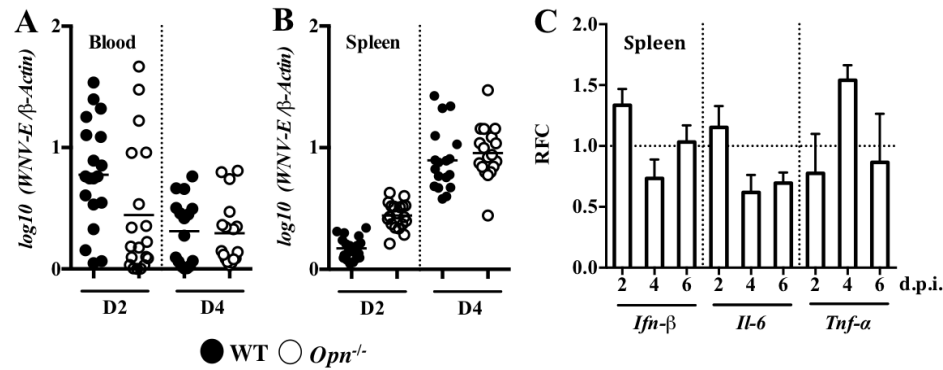 A
log10 (WNV-E/β-Actin)
2
1
0
Blood
D2
D4
B
log10 (WNV-E/β-Actin)
2
1
0
Spleen
D2
D4
WT
Opn-/-
C
RFC
2.0
1.5
1.0
0.5
0.0
Spleen
2 4 6 2 4 6 2 4 6 d.p.i.
Ifn-β Il-6 Tnf-α